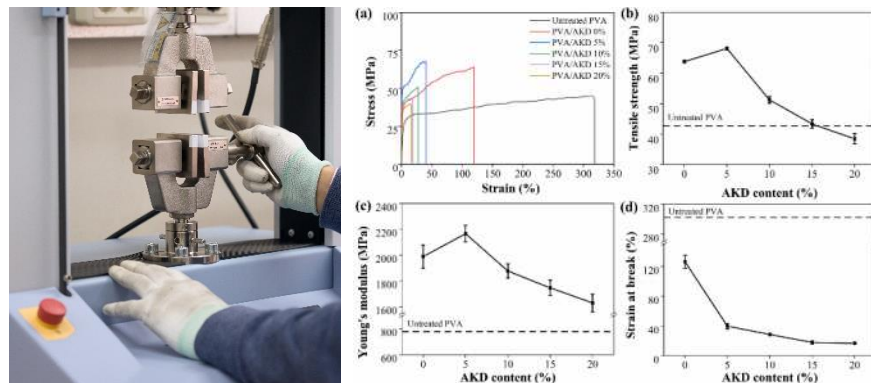 (a)
Untreated PVA
PVA/AKD 0%
PVA/AKD 5%
PVA/AKD 10%
PVA/AKD 15%
PVA/AKD 20%
100
75
50
25
0
Stress (MPa)
0 50 100 150 200 250 300 350
Strain (%)
(b)
80
70
60
50
40
30
Tensile strength (MPa)
Untreated PVA
0 5 10 15 20
AKD content (%)
(c)
2400
2200
2000
1800
1600
800
600
Young's modulus (MPa)
Untreated PVA
0 5 10 15 20
AKD content (%)
(d)
320
280
120
80
40
0
Strain at break (%)
Untreated PVA
0 5 10 15 20
AKD content (%)